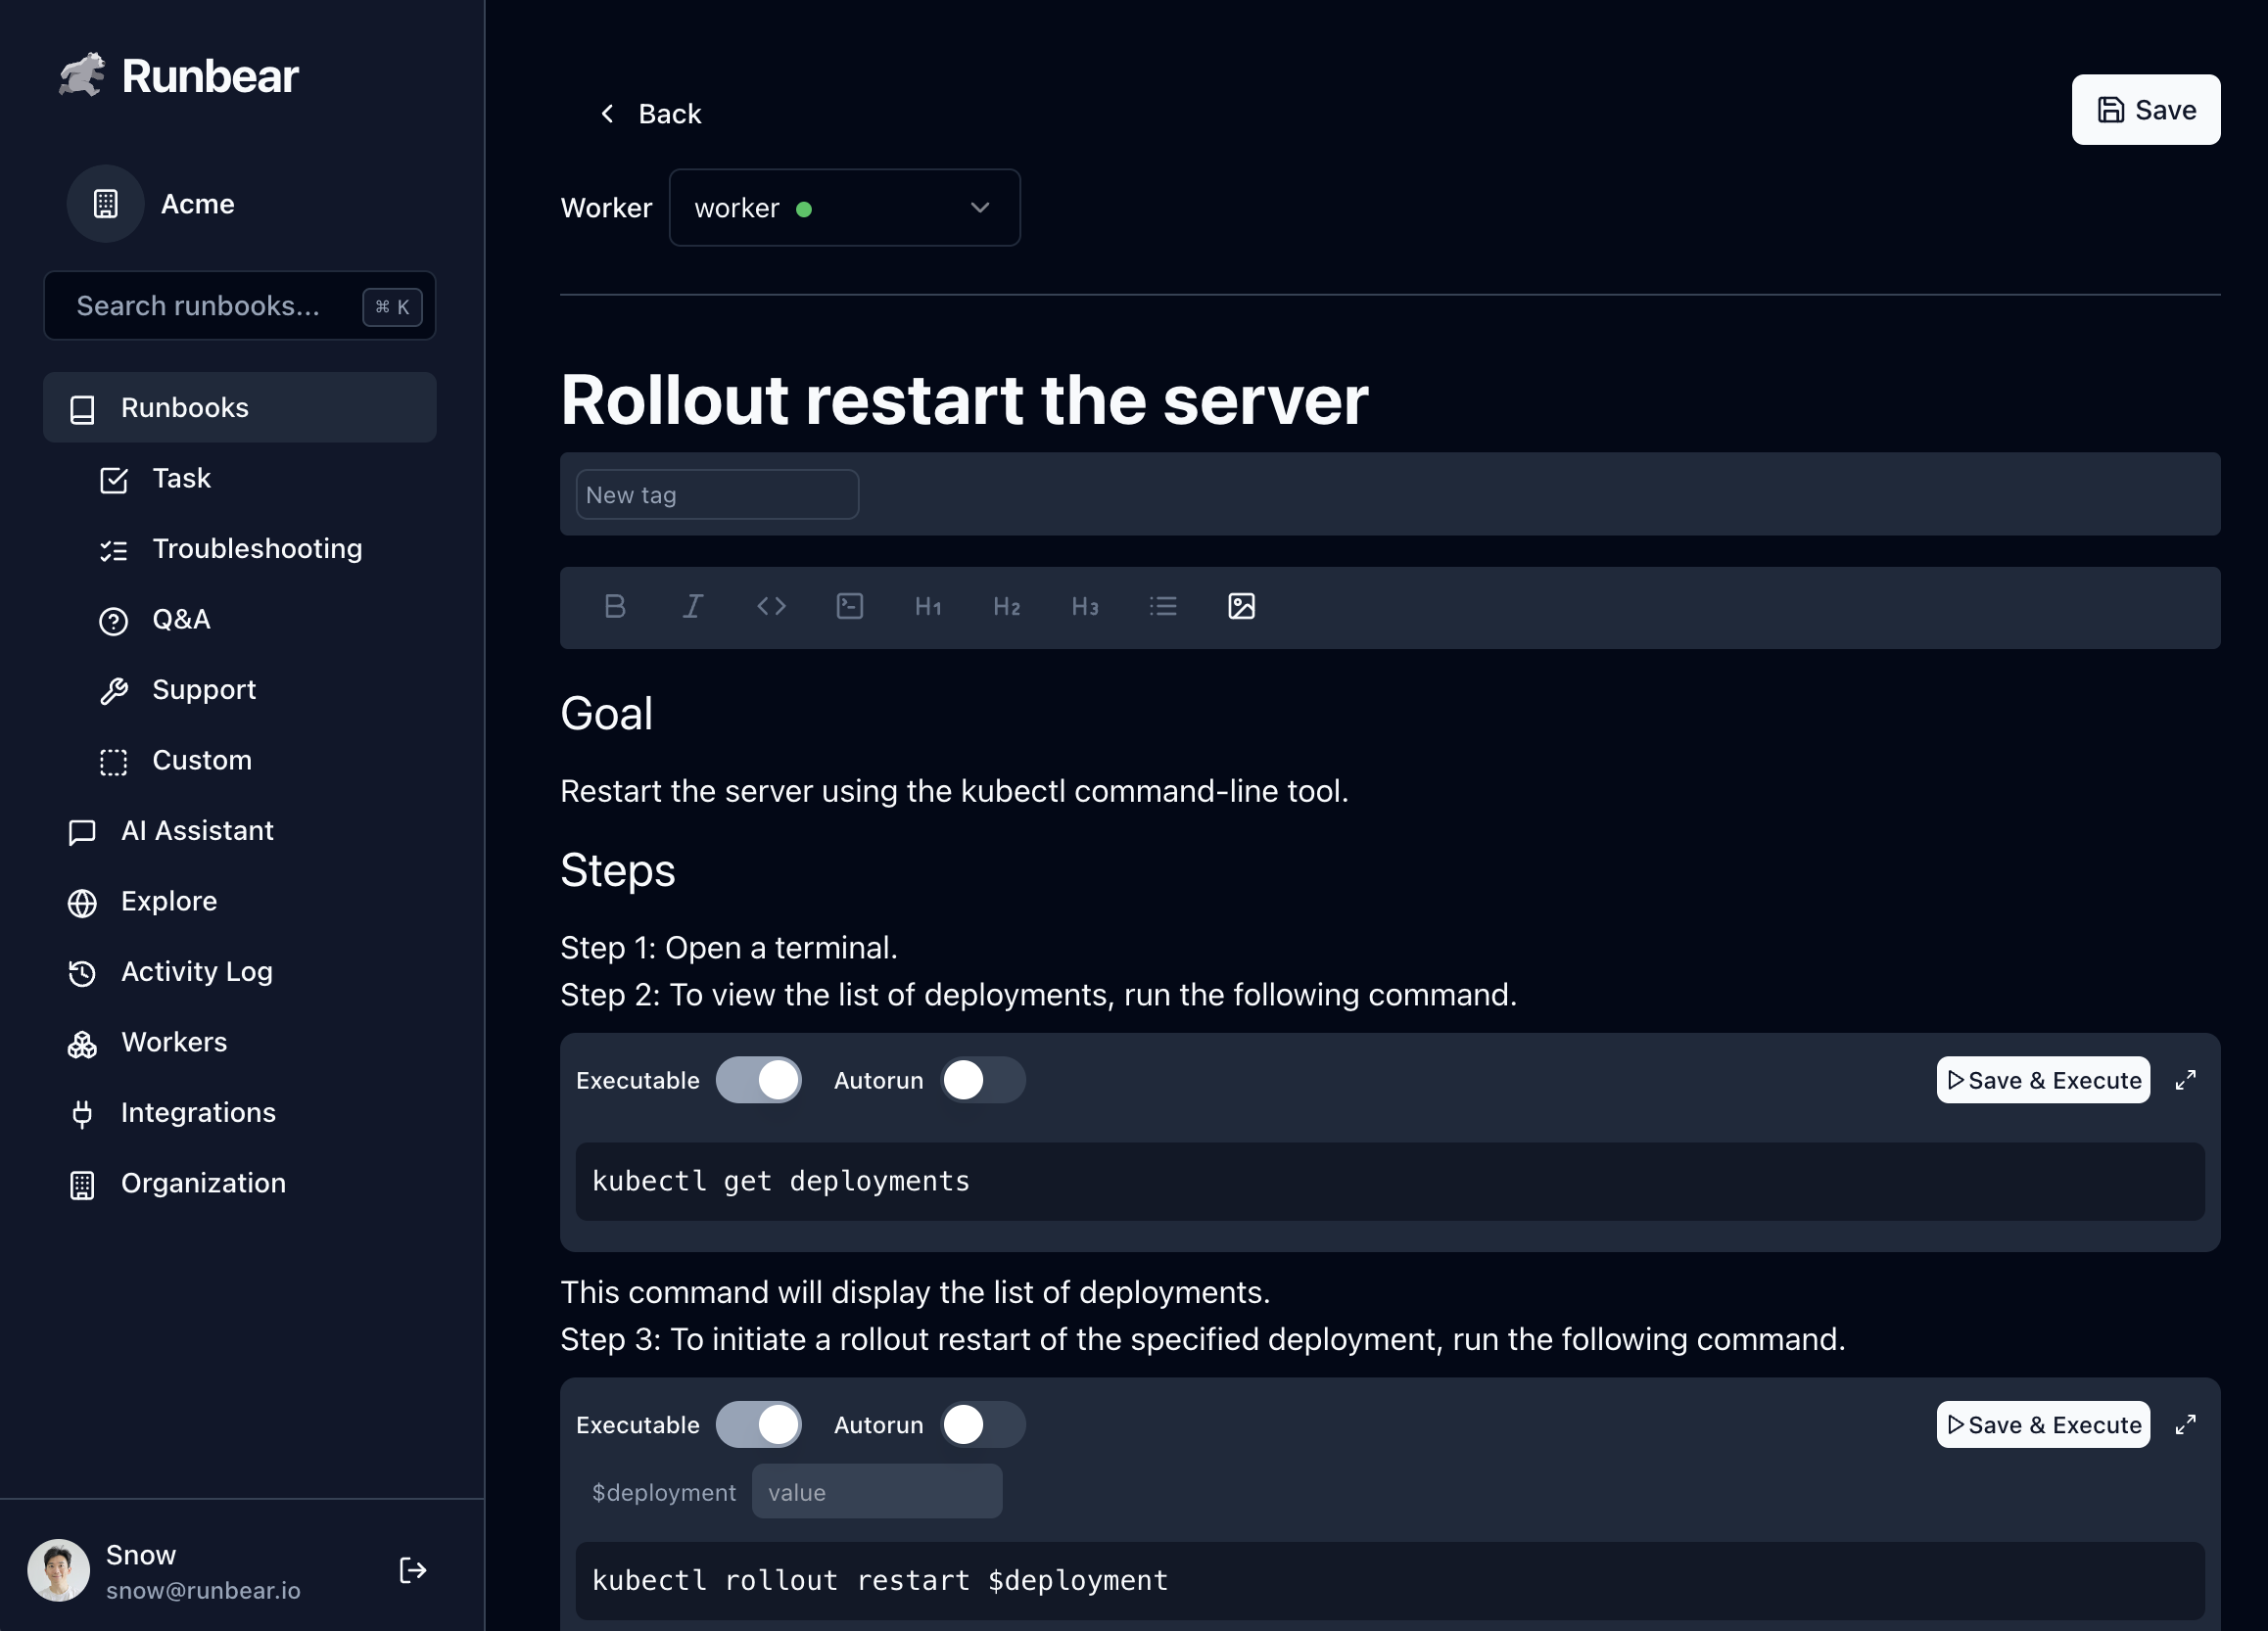 Runbear
Acme
Search runbooks...
⌘ K
Runbooks
Task
Troubleshooting
Q&A
Support
Custom
AI Assistant
Explore
Activity Log
Workers
Integrations
Organization
Snow
snow@runbear.io
Back
Save
Worker
worker
Rollout restart the server
New tag
B I <> H1 H2 H3
Goal
Restart the server using the kubectl command-line tool.
Steps
Step 1: Open a terminal.
Step 2: To view the list of deployments, run the following command.
Executable Autorun Save & Execute
kubectl get deployments
This command will display the list of deployments.
Step 3: To initiate a rollout restart of the specified deployment, run the following command.
Executable Autorun Save & Execute
$deployment value
kubectl rollout restart $deployment